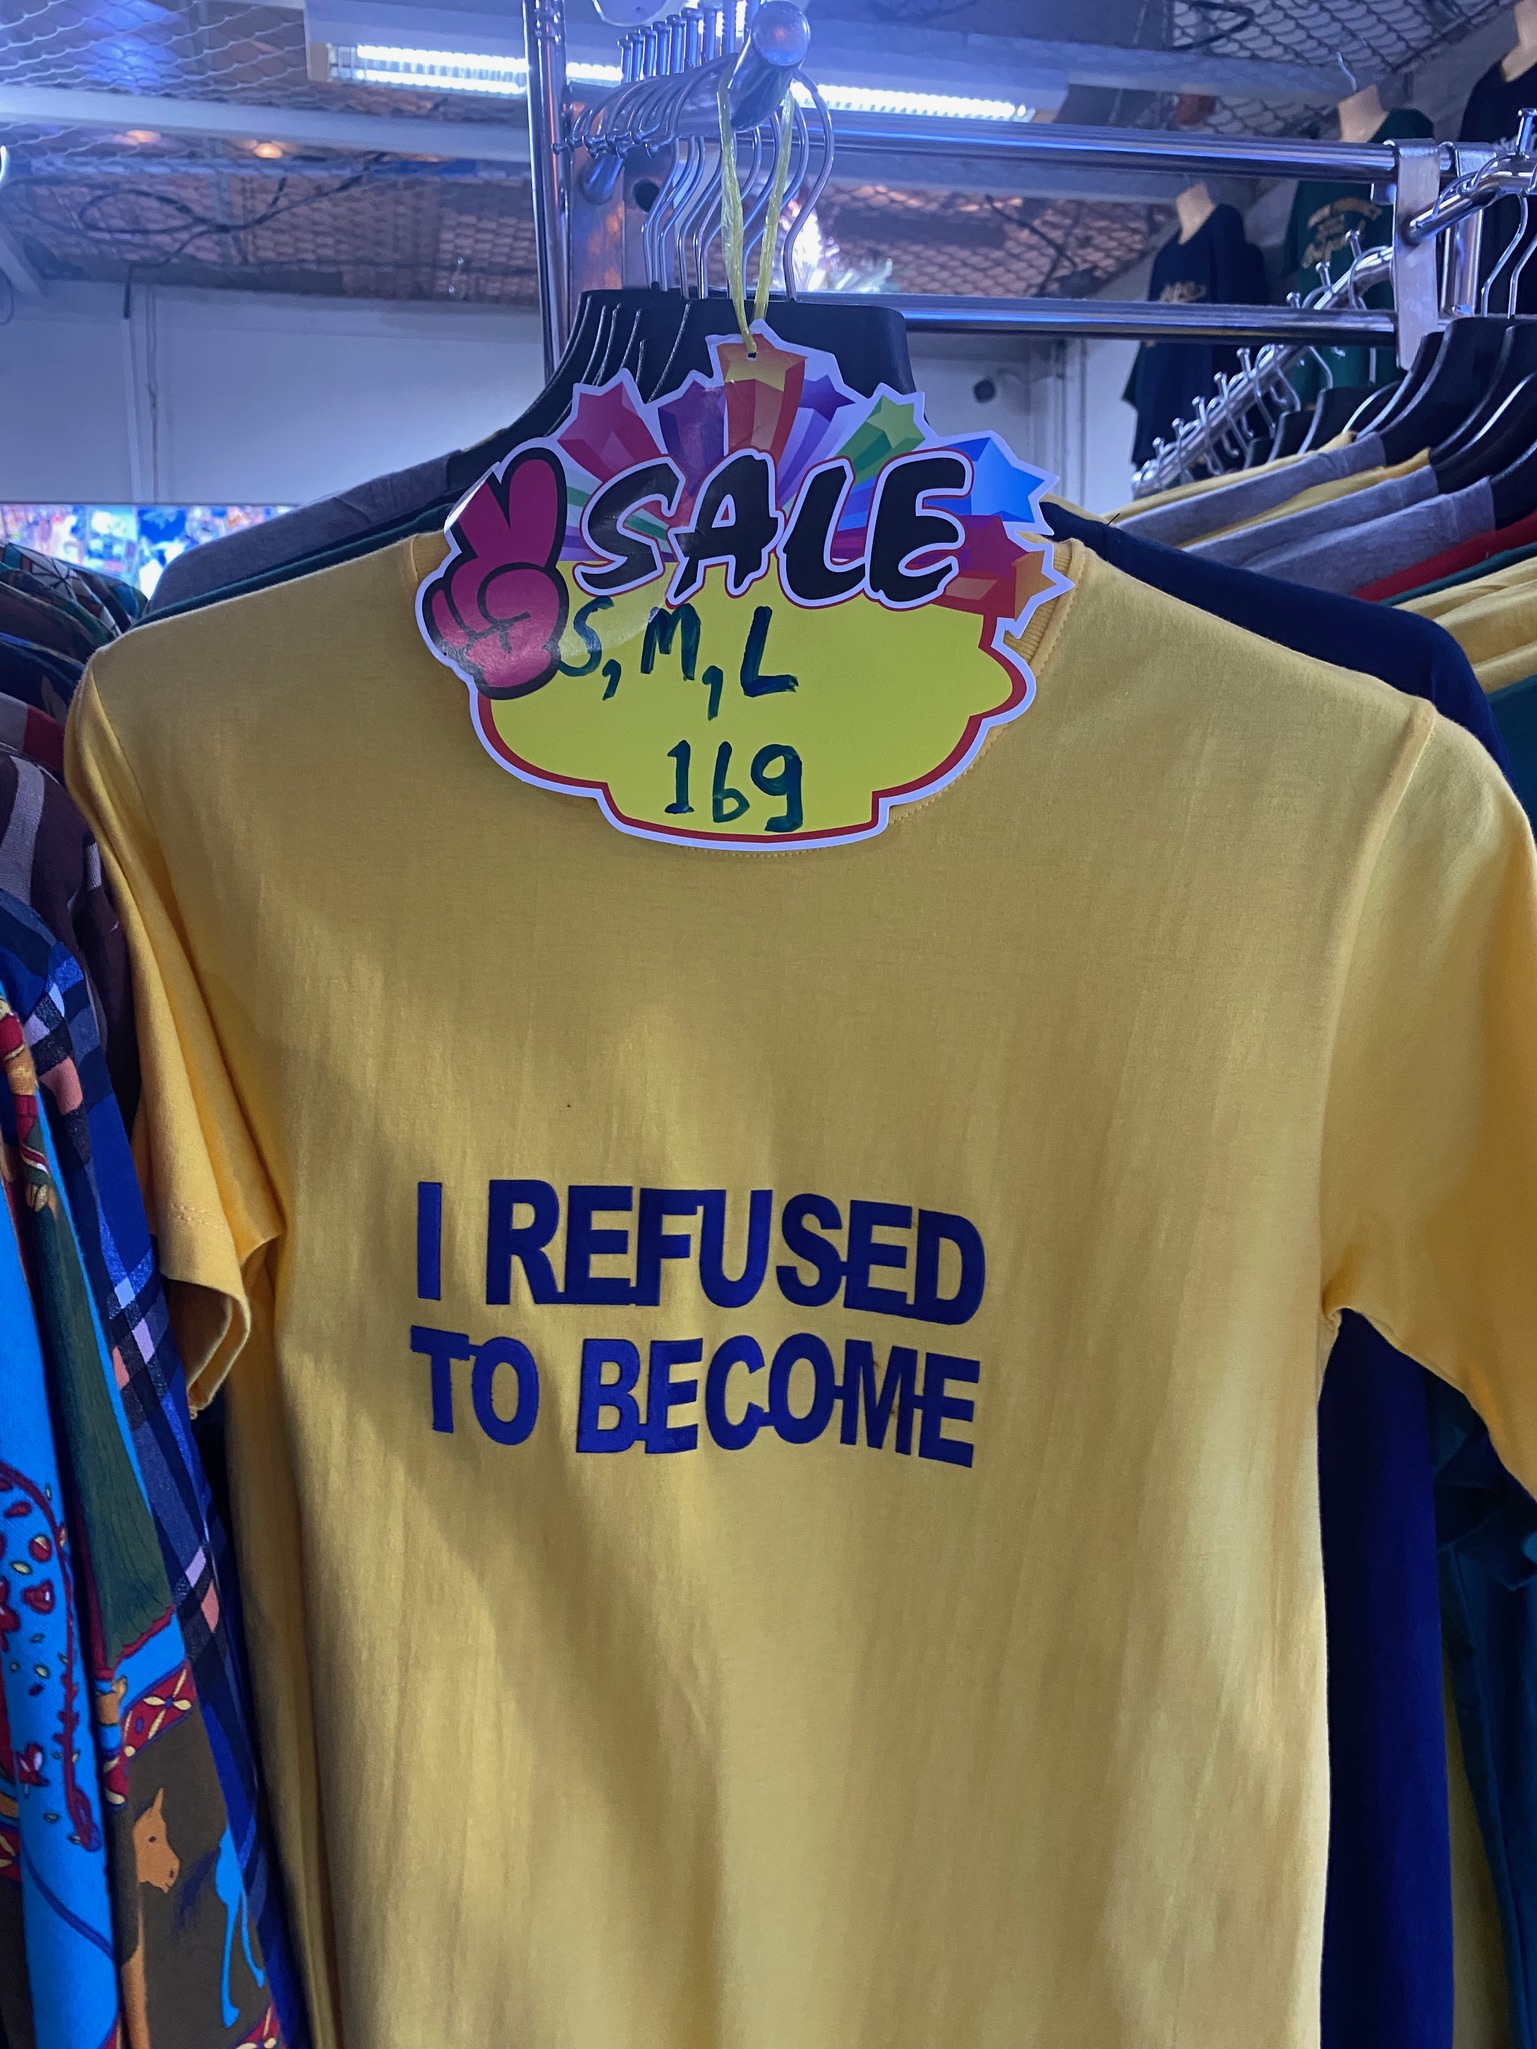 SALE
S, M, L
169
I REFUSED
TO BECOME